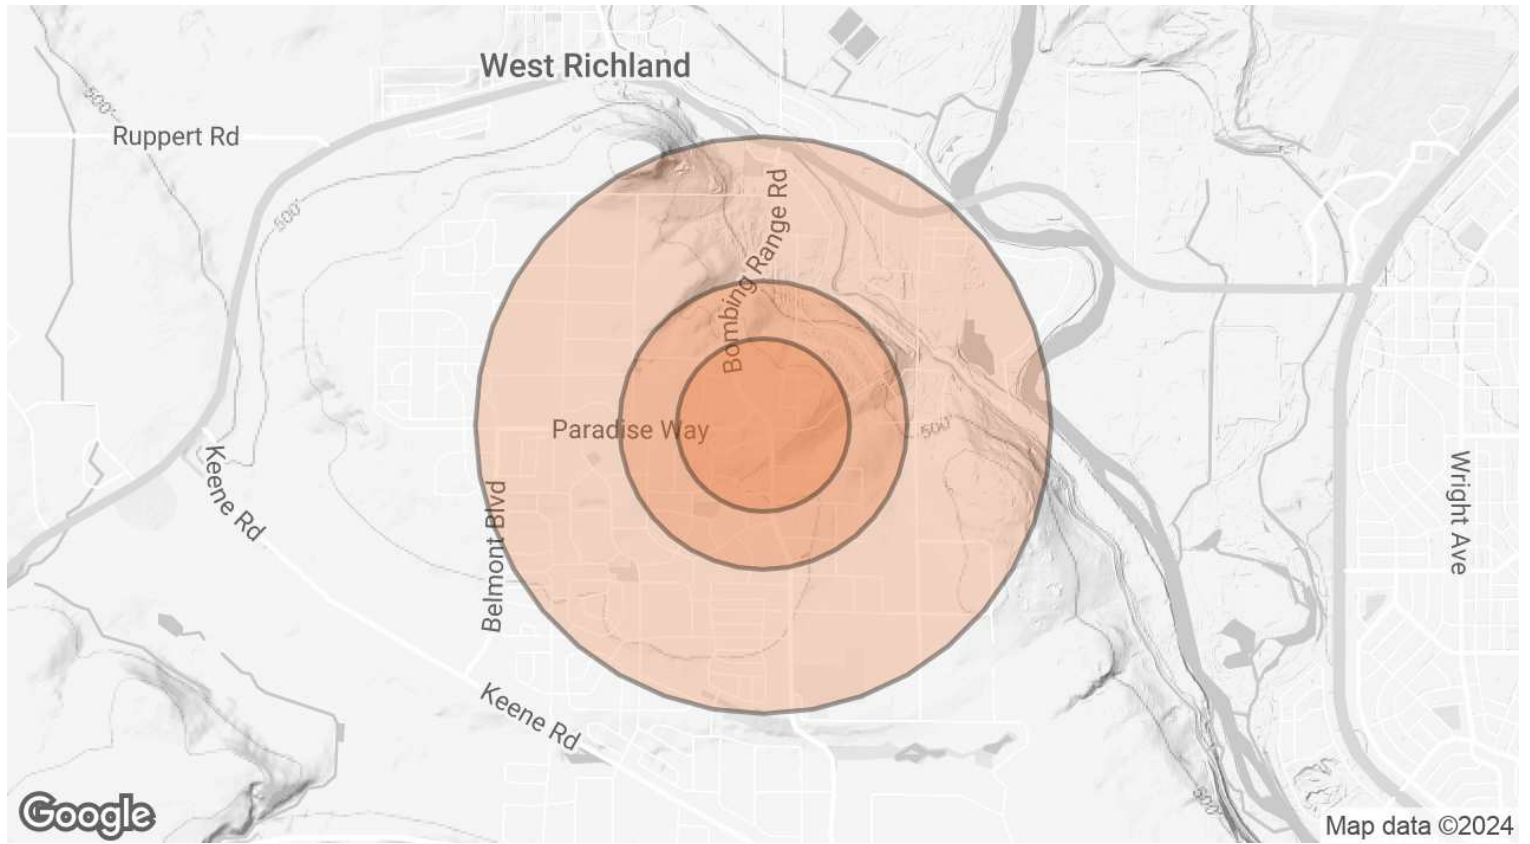 West Richland
500'
Ruppert Rd
500'
Bombing Range Rd
Paradise Way
500'
Keene Rd
Belmont Blvd
Wright Ave
Keene Rd
500'
Google
Map data ©2024